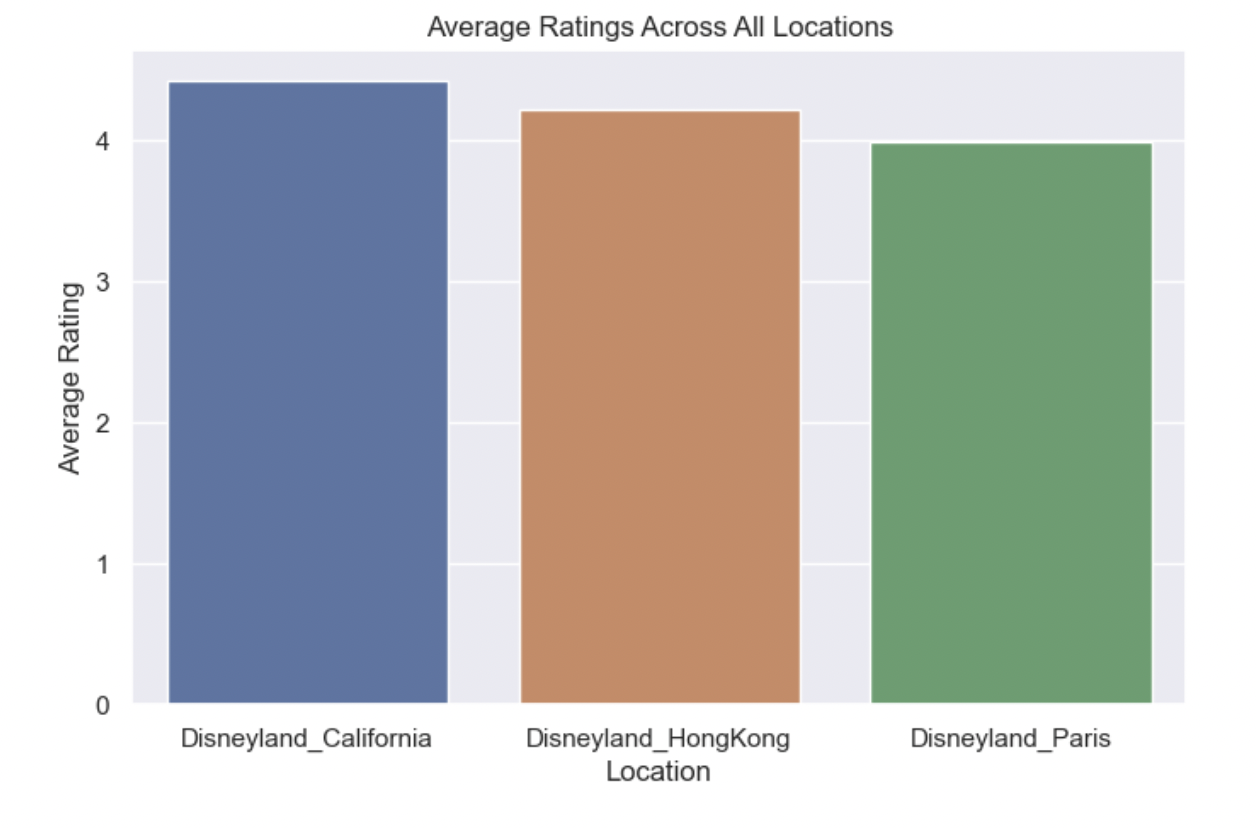 Average Ratings Across All Locations
Average Rating
4
3
2
1
0
Disneyland_California Disneyland_HongKong Disneyland_Paris
Location